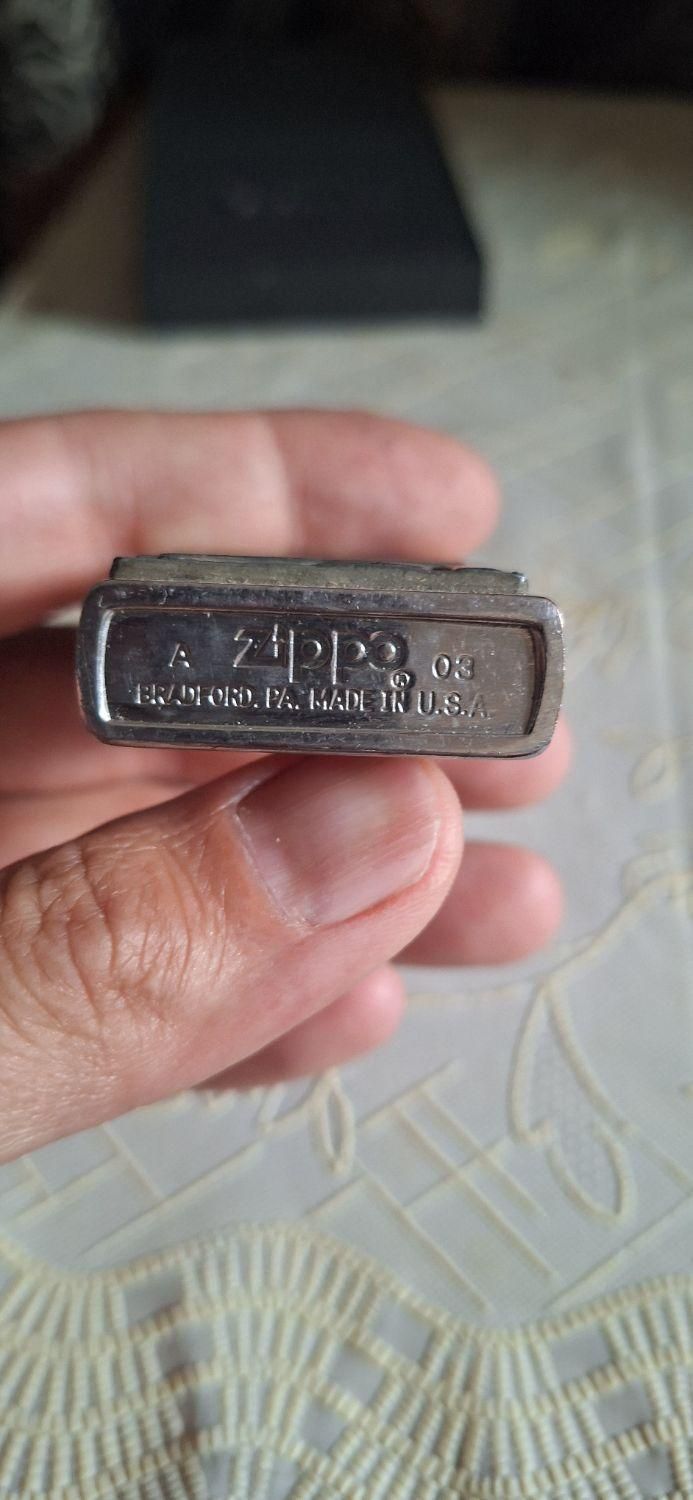 A Zippo ® 03
BRADFORD. PA. MADE IN U.S.A.